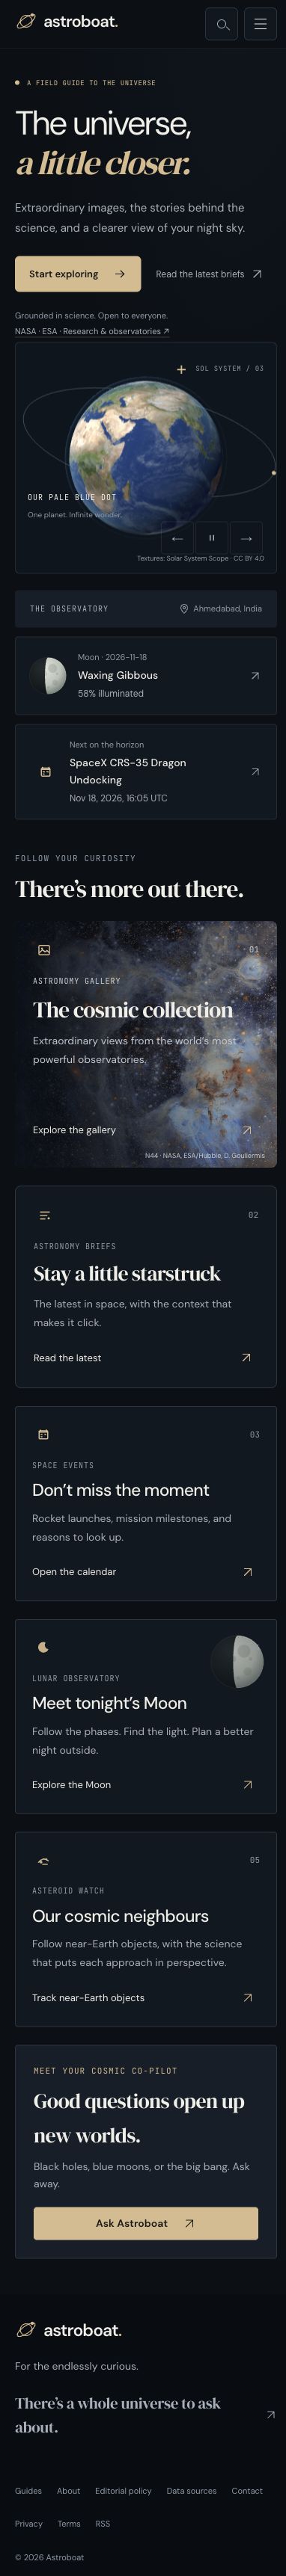 astroboat.
A FIELD GUIDE TO THE UNIVERSE
The universe,
a little closer.
Extraordinary images, the stories behind the
science, and a clearer view of your night sky.
Start exploring →
Read the latest briefs ↗
Grounded in science. Open to everyone.
NASA · ESA · Research & observatories ↗
SOL SYSTEM / 03
OUR PALE BLUE DOT
One planet. Infinite wonder.
Textures: Solar System Scope · CC BY 4.0
THE OBSERVATORY
Ahmedabad, India
Moon · 2026-11-18
Waxing Gibbous
58% illuminated
Next on the horizon
SpaceX CRS-35 Dragon
Undocking
Nov 18, 2026, 16:05 UTC
FOLLOW YOUR CURIOSITY
There’s more out there.
01
ASTRONOMY GALLERY
The cosmic collection
Extraordinary views from the world’s most
powerful observatories.
Explore the gallery
N44 · NASA, ESA/Hubble, D. Gouliermis
02
ASTRONOMY BRIEFS
Stay a little starstruck
The latest in space, with the context that
makes it click.
Read the latest
03
SPACE EVENTS
Don’t miss the moment
Rocket launches, mission milestones, and
reasons to look up.
Open the calendar
LUNAR OBSERVATORY
Meet tonight’s Moon
Follow the phases. Find the light. Plan a better
night outside.
Explore the Moon
05
ASTEROID WATCH
Our cosmic neighbours
Follow near-Earth objects, with the science
that puts each approach in perspective.
Track near-Earth objects
MEET YOUR COSMIC CO-PILOT
Good questions open up
new worlds.
Black holes, blue moons, or the big bang. Ask
away.
Ask Astroboat
astroboat.
For the endlessly curious.
There’s a whole universe to ask
about.
Guides About Editorial policy Data sources Contact
Privacy Terms RSS
© 2026 Astroboat